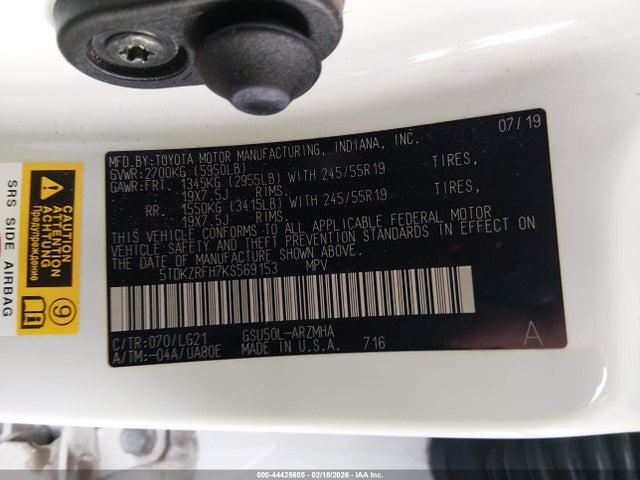 MFD. BY:TOYOTA MOTOR MANUFACTURING, INDIANA, INC. 07/19
GVWR:2700KG (5950LB)
GAWR:FRT. 1345KG (2955LB) WITH 245/55R19 TIRES,
19X7.5J RIMS.
RR. 1550KG (3415LB) WITH 245/55R19 TIRES,
19X7.5J RIMS.
THIS VEHICLE CONFORMS TO ALL APPLICABLE FEDERAL MOTOR
VEHICLE SAFETY AND THEFT PREVENTION STANDARDS IN EFFECT ON
THE DATE OF MANUFACTURE SHOWN ABOVE.
5TDKZRFH7KS569153 MPV
C/TR:070/LG21 GSU50L-ARZMHA
A/TM:-04A/UA80E MADE IN U.S.A. 716
A
SRS SIDE AIRBAG
CAUTION
ATTENTION
ACHTUNG
Предупреждение
9
000-44425605 - 02/18/2026 - IAA Inc.